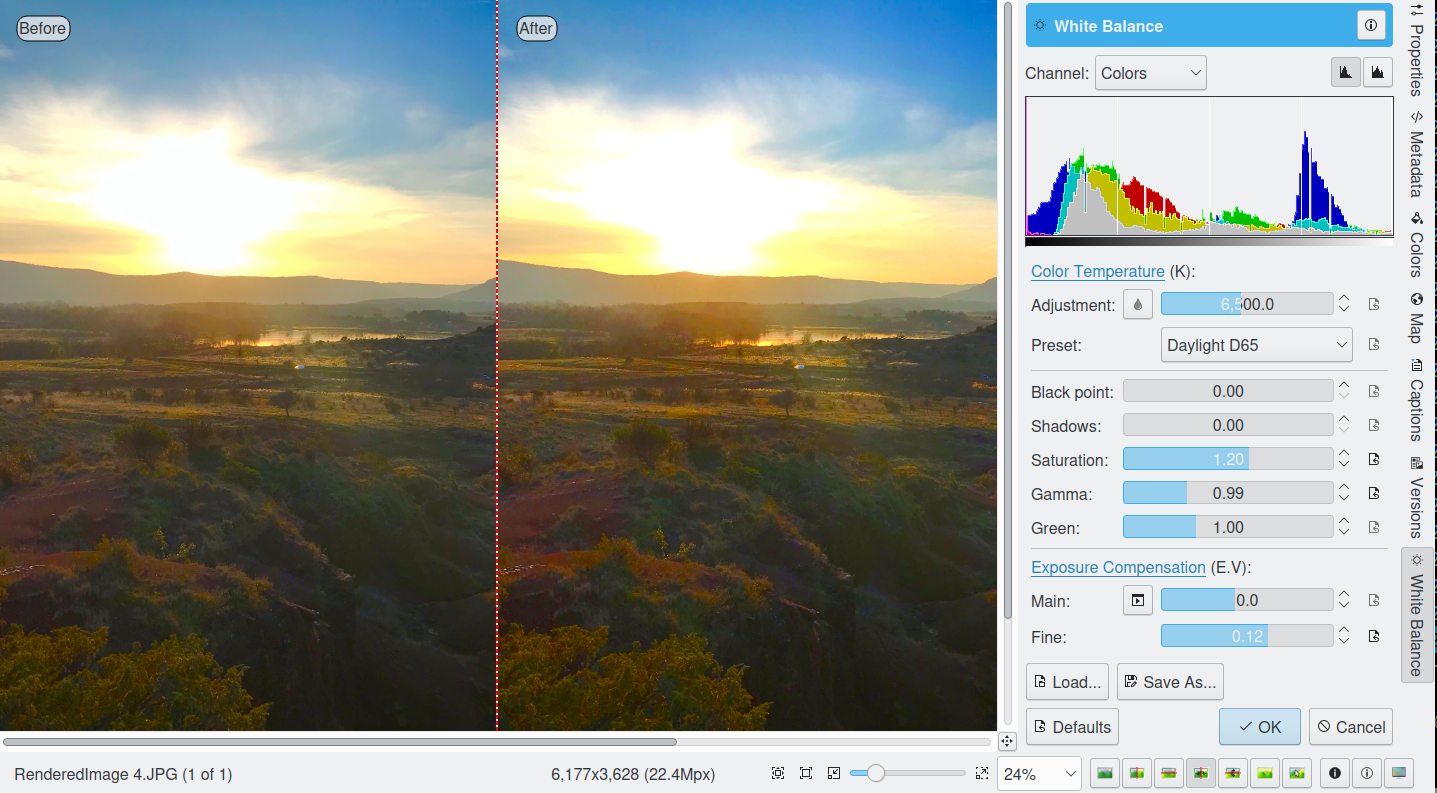 Before
After
White Balance
Channel: Colors
Color Temperature (K):
Adjustment: 6,500.0
Preset: Daylight D65
Black point: 0.00
Shadows: 0.00
Saturation: 1.20
Gamma: 0.99
Green: 1.00
Exposure Compensation (E.V):
Main: 0.0
Fine: 0.12
Load... Save As...
Defaults OK Cancel
Properties
Metadata
Colors
Map
Captions
Versions
White Balance
RenderedImage 4.JPG (1 of 1) 6,177x3,628 (22.4Mpx) 24%